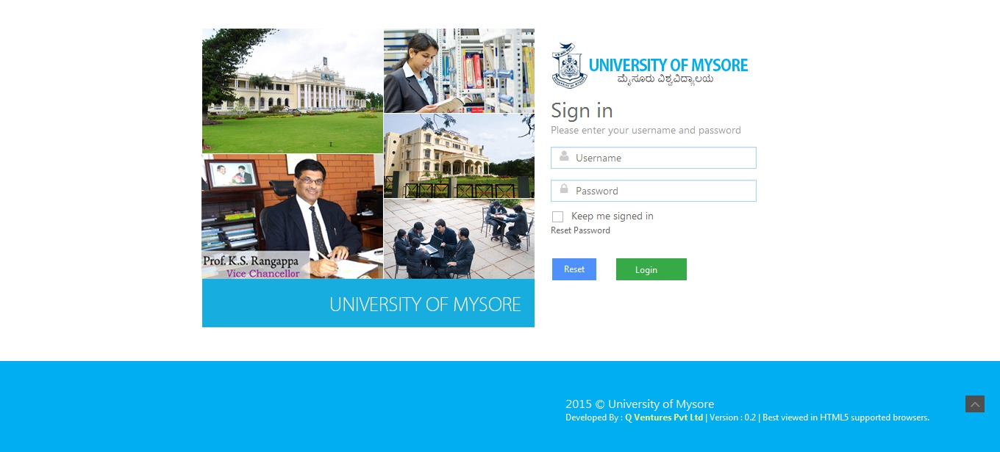 Prof. K.S. Rangappa
Vice Chancellor
UNIVERSITY OF MYSORE
UNIVERSITY OF MYSORE
ಮೈಸೂರು ವಿಶ್ವವಿದ್ಯಾಲಯ
Sign in
Please enter your username and password
Username
Password
Keep me signed in
Reset Password
Reset Login
2015 © University of Mysore
Developed By : Q Ventures Pvt Ltd | Version : 0.2 | Best viewed in HTML5 supported browsers.